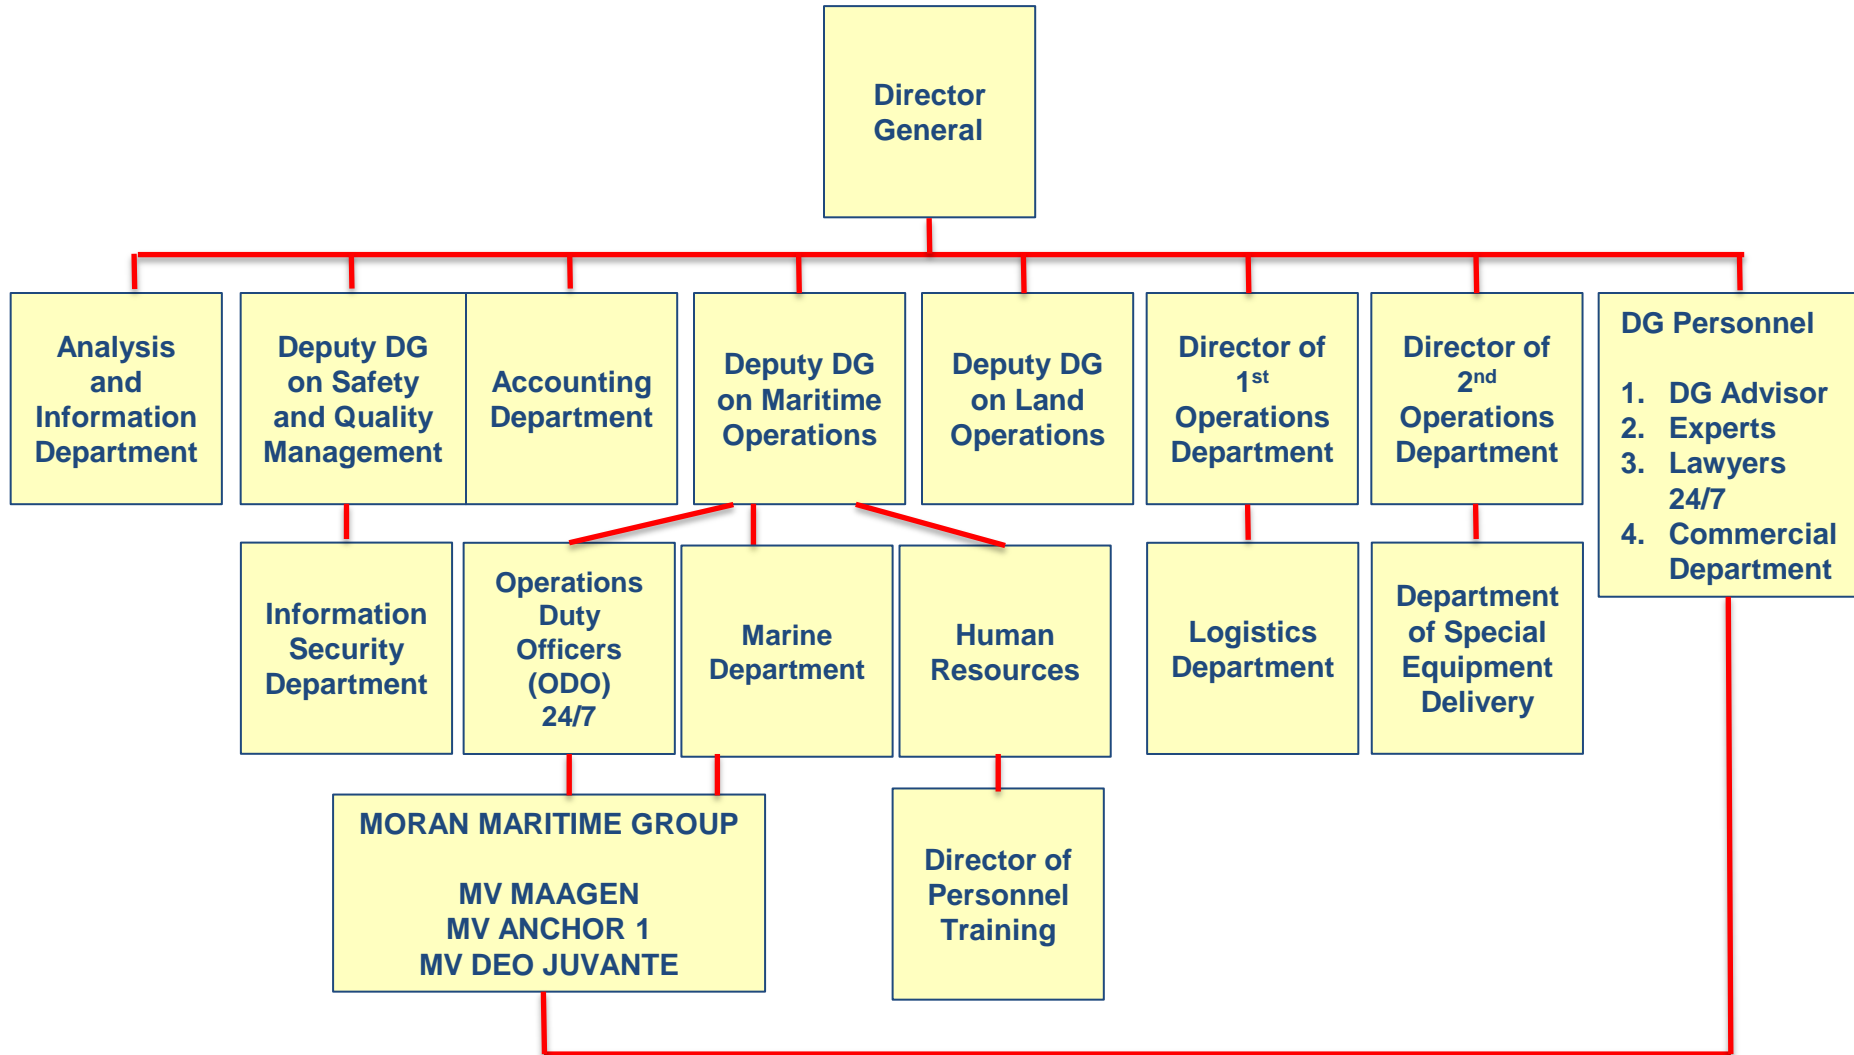 Director
General
Analysis
and
Information
Department
Deputy DG
on Safety
and Quality
Management
Accounting
Department
Deputy DG
on Maritime
Operations
Deputy DG
on Land
Operations
Director of
1st
Operations
Department
Director of
2nd
Operations
Department
DG Personnel
1. DG Advisor
2. Experts
3. Lawyers
24/7
4. Commercial
Department
Information
Security
Department
Operations
Duty
Officers
(ODO)
24/7
Marine
Department
Human
Resources
Logistics
Department
Department
of Special
Equipment
Delivery
MORAN MARITIME GROUP
MV MAAGEN
MV ANCHOR 1
MV DEO JUVANTE
Director of
Personnel
Training